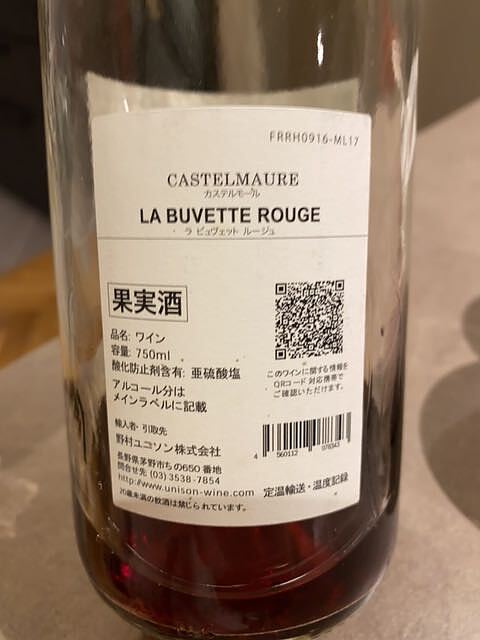 FRRH0916-ML17
CASTELMAURE
カステルモール
LA BUVETTE ROUGE
ラ ビュヴェット ルージュ
果実酒
品名: ワイン
容量: 750ml
酸化防止剤含有: 亜硫酸塩
アルコール分は
メインラベルに記載
このワインに関する情報を
QRコード対応携帯で
ご確認いただけます。
輸入者・引取先
野村ユニソン株式会社
長野県茅野市ちの650番地
問合せ先 (03) 3538-7854
http://www.unison-wine.com
4 560112 078343
定温輸送・温度記録
20歳未満の飲酒は禁じられています。